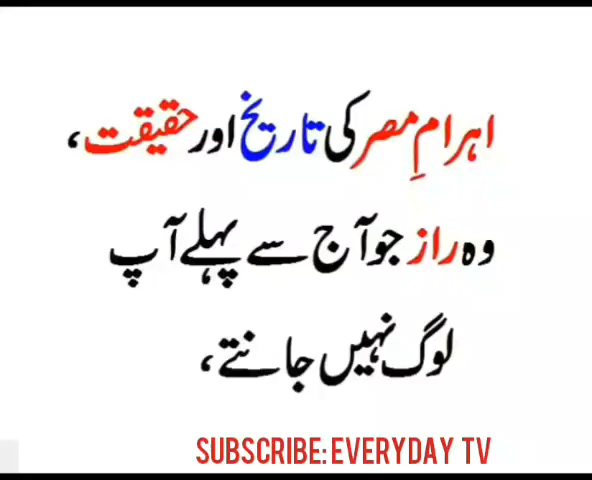 اہرامِ مصر کی تاریخ اور حقیقت،
وہ راز جو آج سے پہلے آپ
لوگ نہیں جانتے،
SUBSCRIBE: EVERYDAY TV